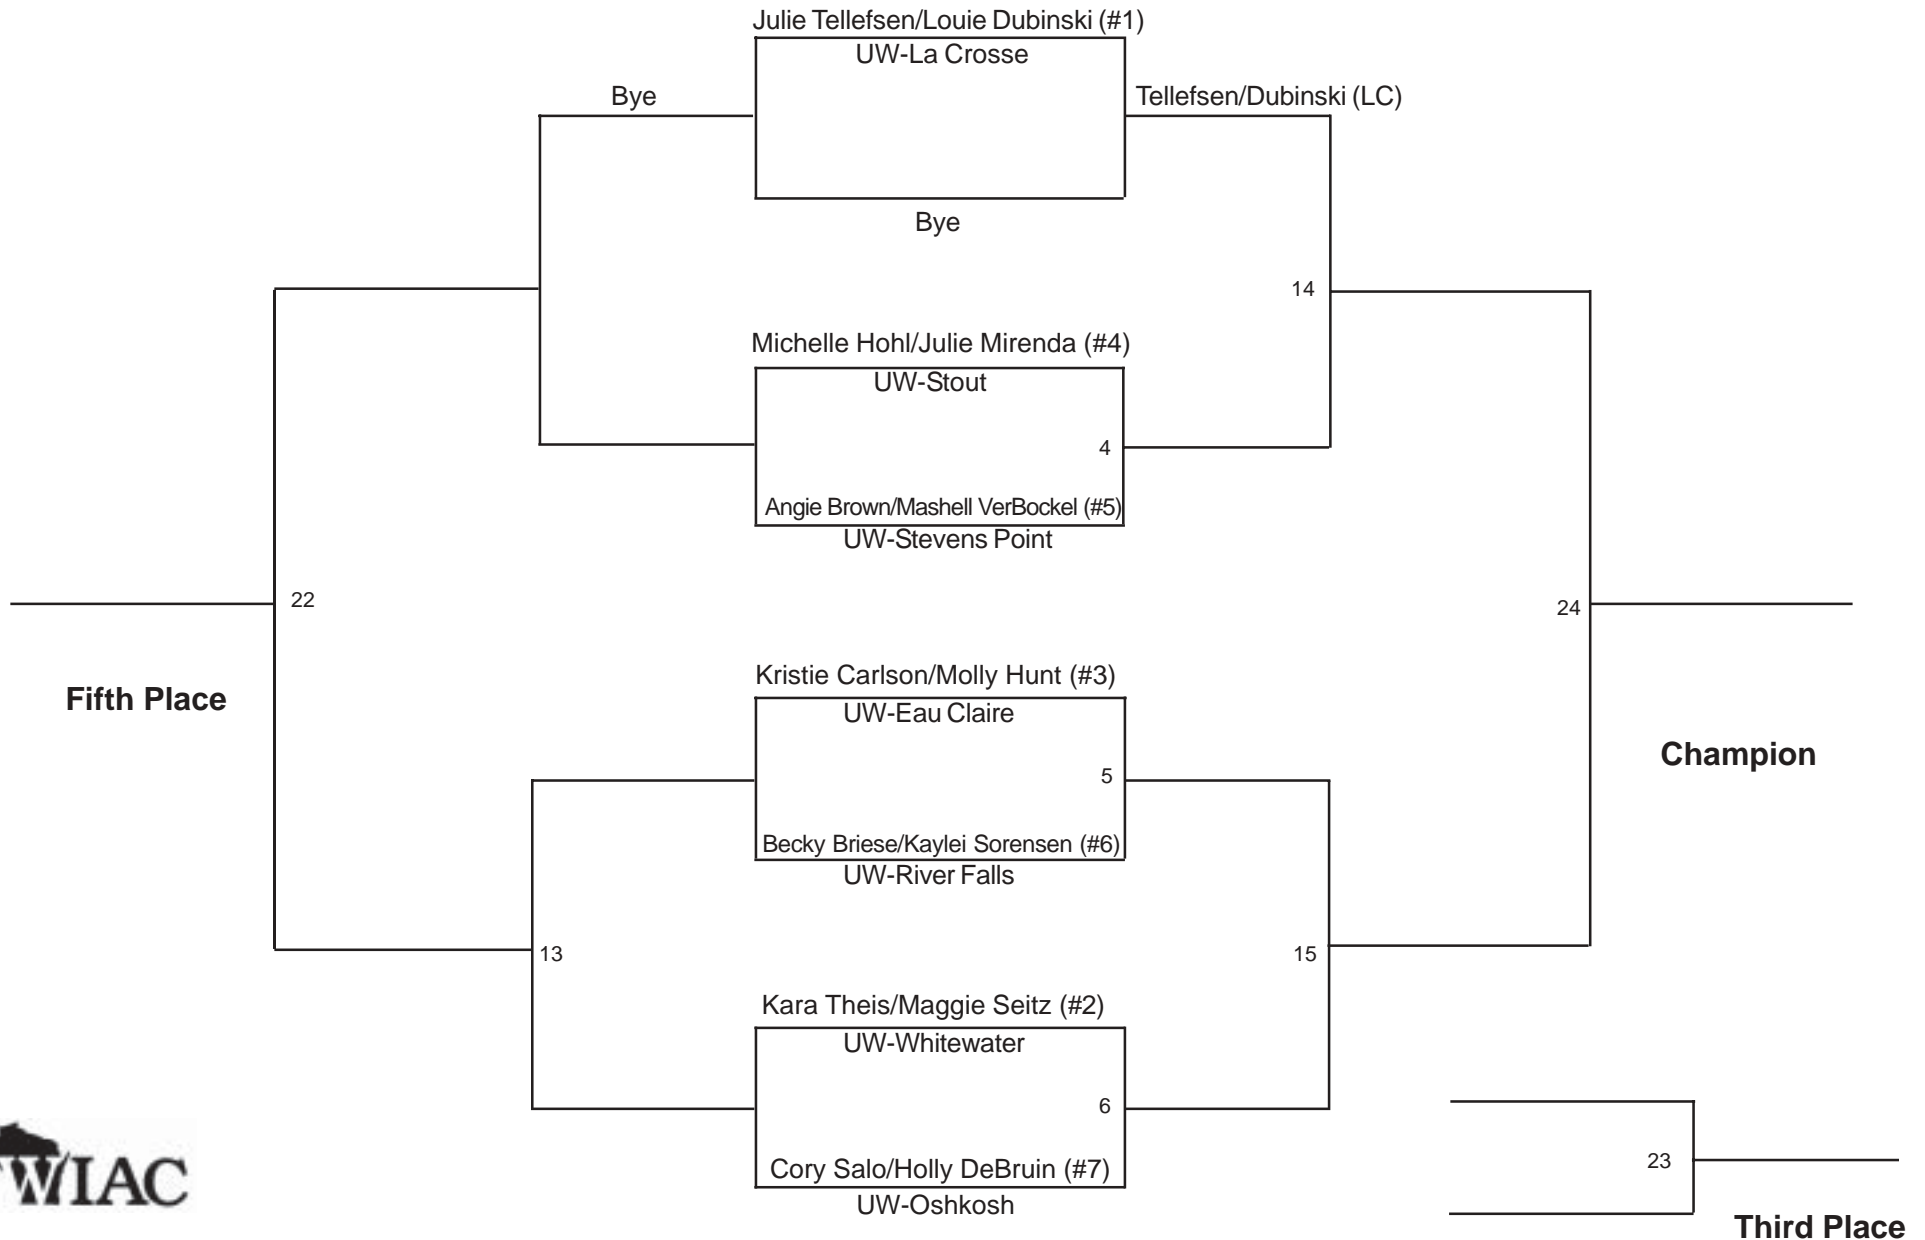 Julie Tellefsen/Louie Dubinski (#1)
UW-La Crosse
Bye
Tellefsen/Dubinski (LC)
Bye
14
Michelle Hohl/Julie Mirenda (#4)
UW-Stout
4
Angie Brown/Mashell VerBockel (#5)
UW-Stevens Point
22
24
Kristie Carlson/Molly Hunt (#3)
Fifth Place
UW-Eau Claire
Champion
5
Becky Briese/Kaylei Sorensen (#6)
UW-River Falls
13
15
Kara Theis/Maggie Seitz (#2)
UW-Whitewater
6
Cory Salo/Holly DeBruin (#7)
UW-Oshkosh
23
WIAC
Third Place